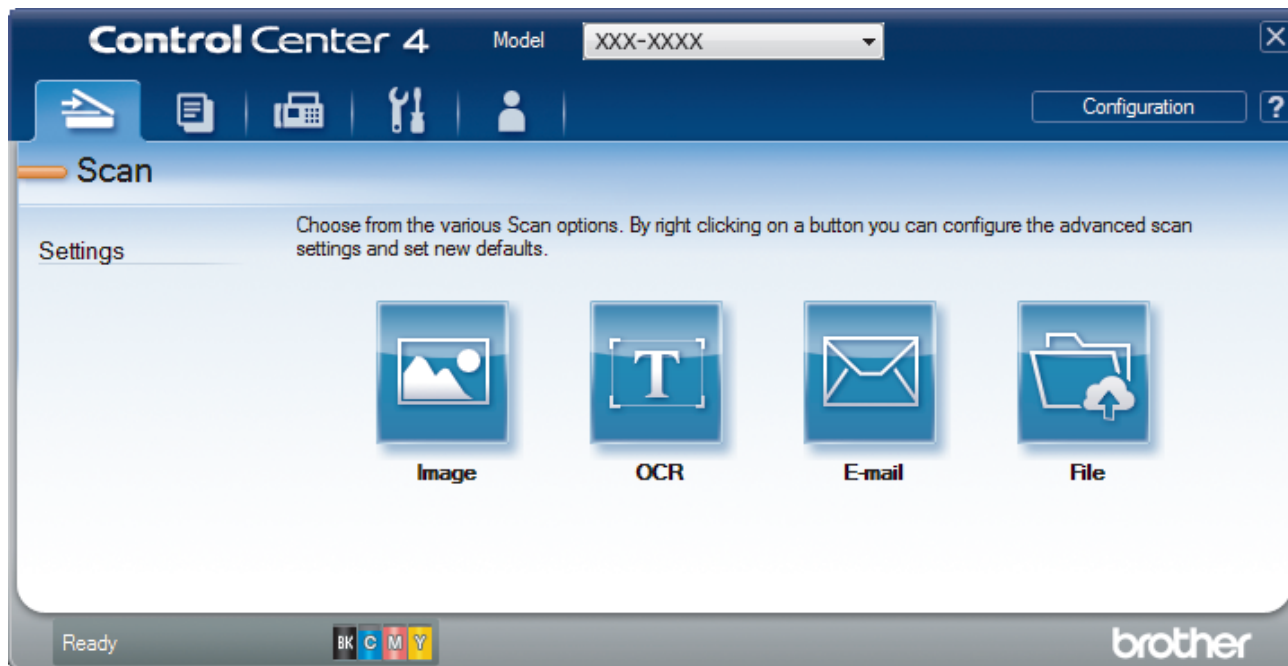 Control Center 4
Model
XXX-XXXX
Configuration
?
Scan
Settings
Choose from the various Scan options. By right clicking on a button you can configure the advanced scan
settings and set new defaults.
T
Image
OCR
E-mail
File
Ready
BK C M Y
brother